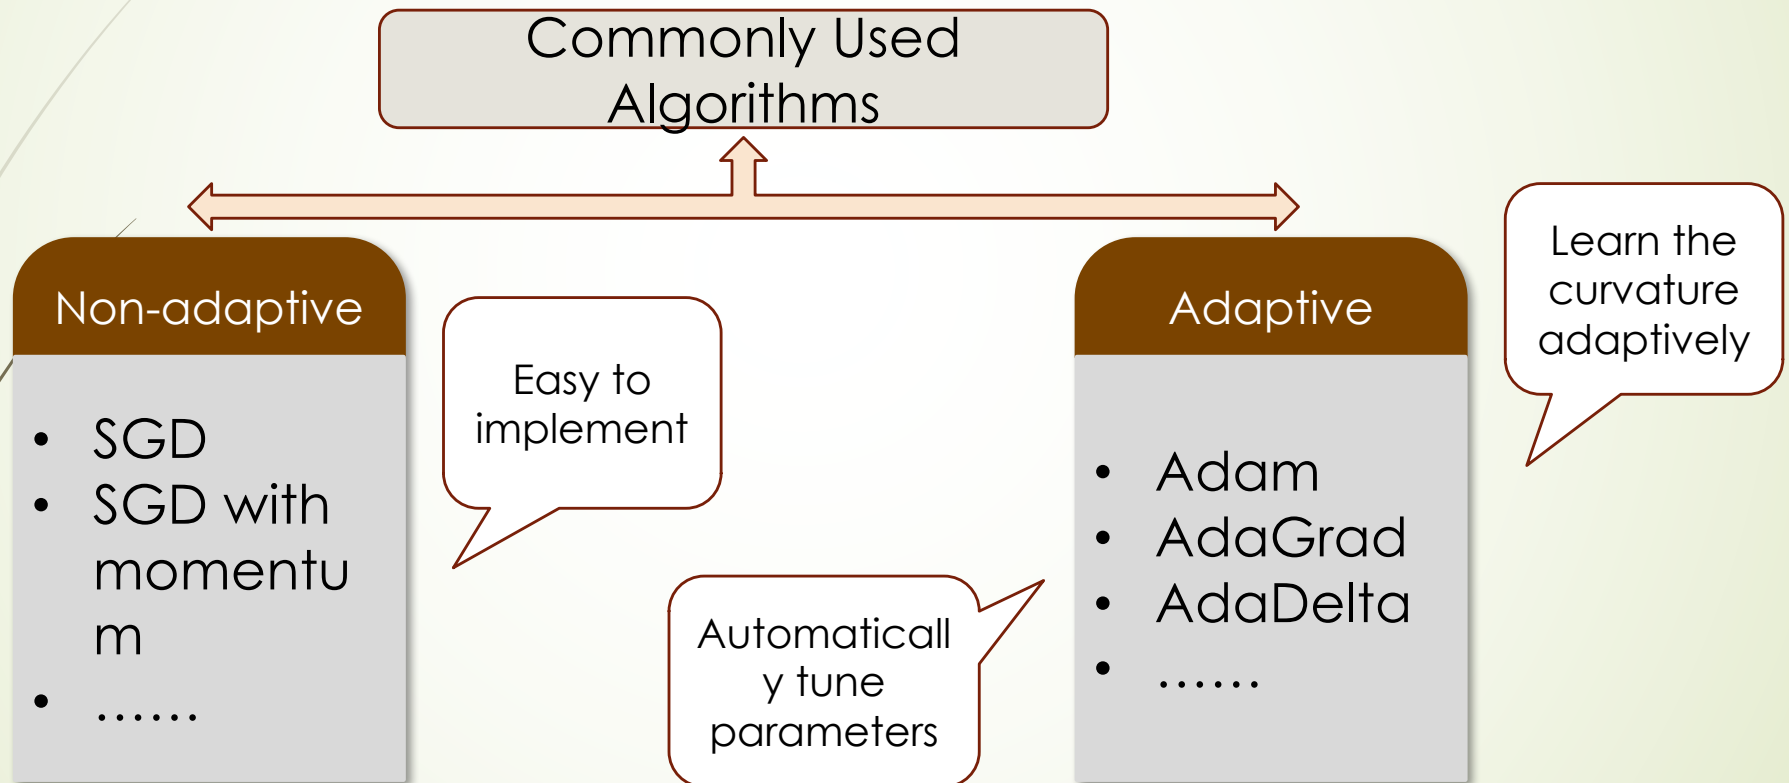 Commonly Used
Algorithms
Non-adaptive
• SGD
• SGD with
momentu
m
• ……
Easy to
implement
Automaticall
y tune
parameters
Adaptive
• Adam
• AdaGrad
• AdaDelta
• ……
Learn the
curvature
adaptively